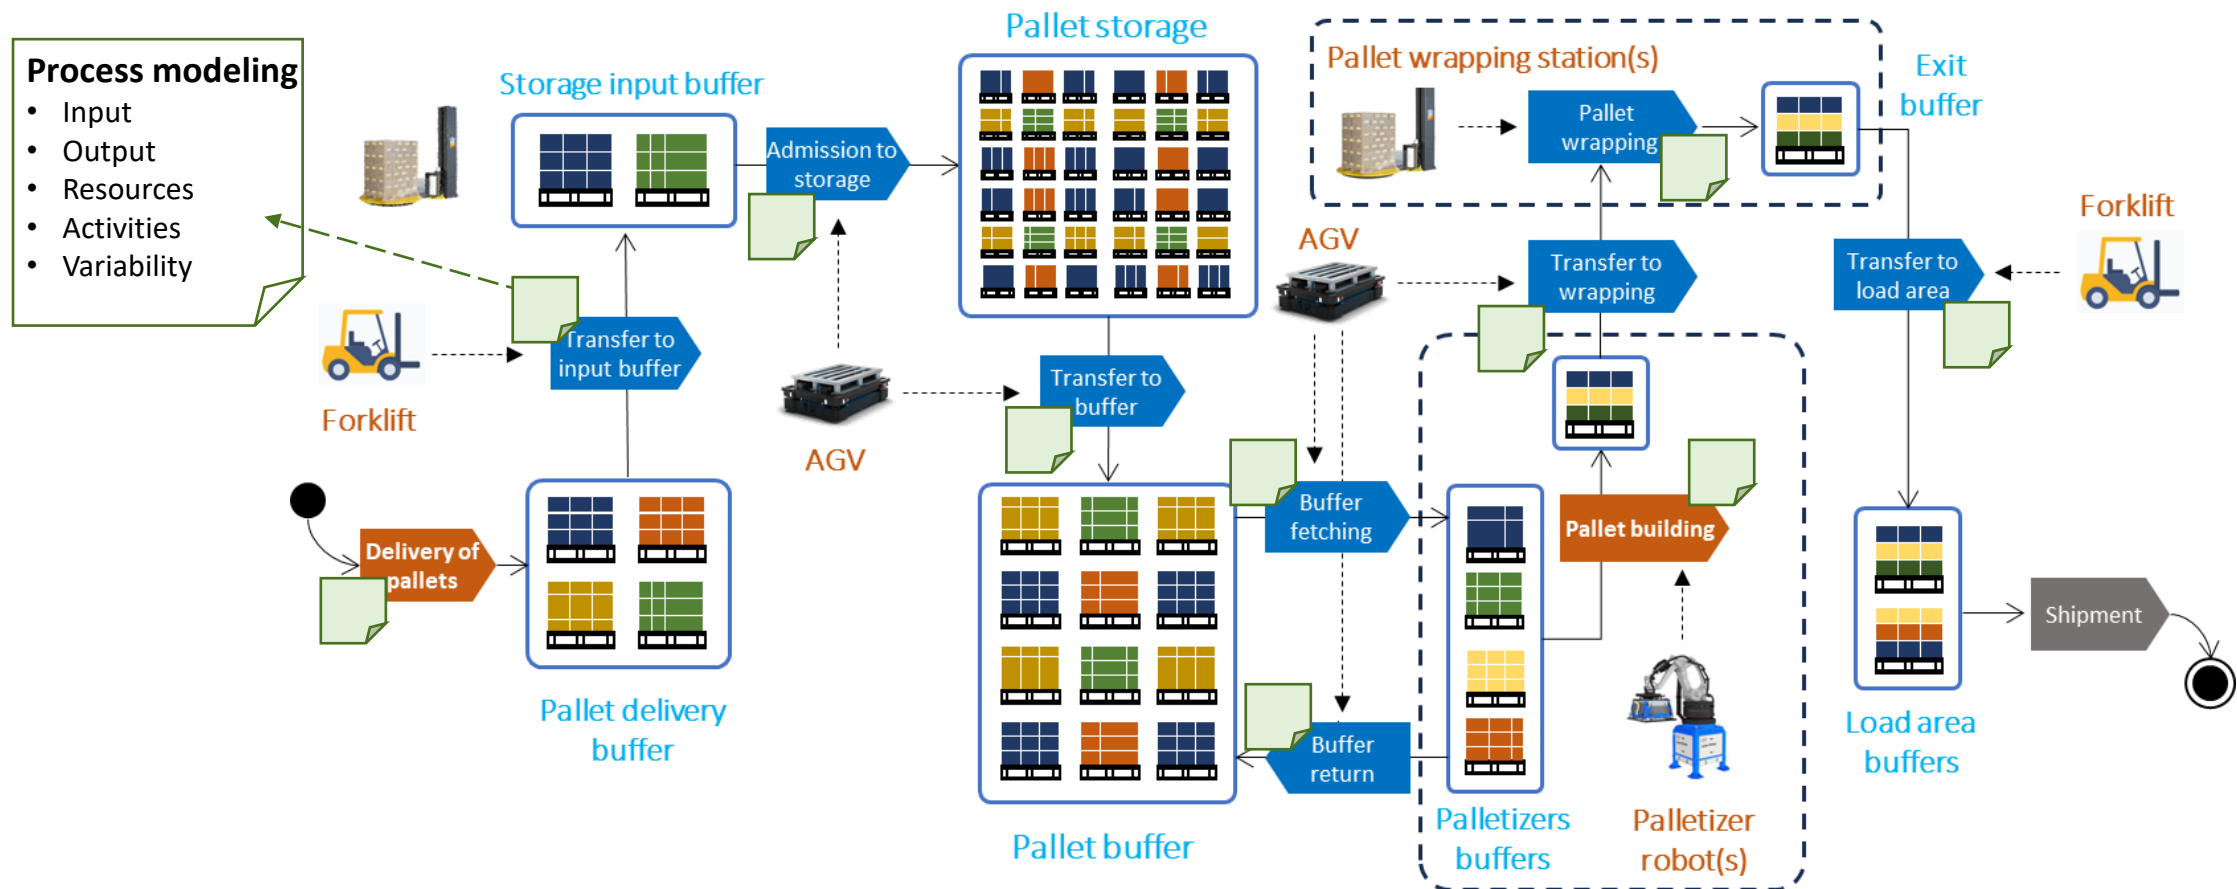 Process modeling
• Input
• Output
• Resources
• Activities
• Variability
Storage input buffer
Pallet storage
Pallet wrapping station(s)
Exit
buffer
Admission to
storage
Pallet
wrapping
Forklift
AGV
Transfer to
wrapping
Transfer to
load area
Transfer to
input buffer
Transfer to
buffer
Forklift
AGV
Delivery of
pallets
Buffer
fetching
Pallet building
Shipment
Pallet delivery
buffer
Buffer
return
Load area
buffers
Pallet buffer
Palletizers
buffers
Palletizer
robot(s)